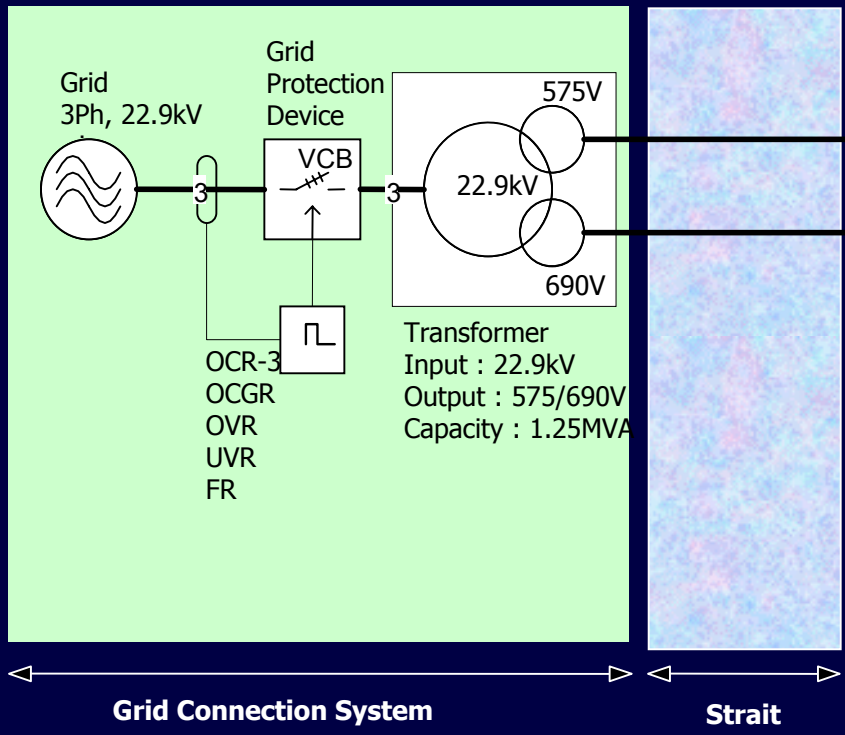 Grid
3Ph, 22.9kV
Grid
Protection
Device
VCB
3
3
575V
22.9kV
690V
OCR-3
OCGR
OVR
UVR
FR
Transformer
Input : 22.9kV
Output : 575/690V
Capacity : 1.25MVA
Grid Connection System
Strait